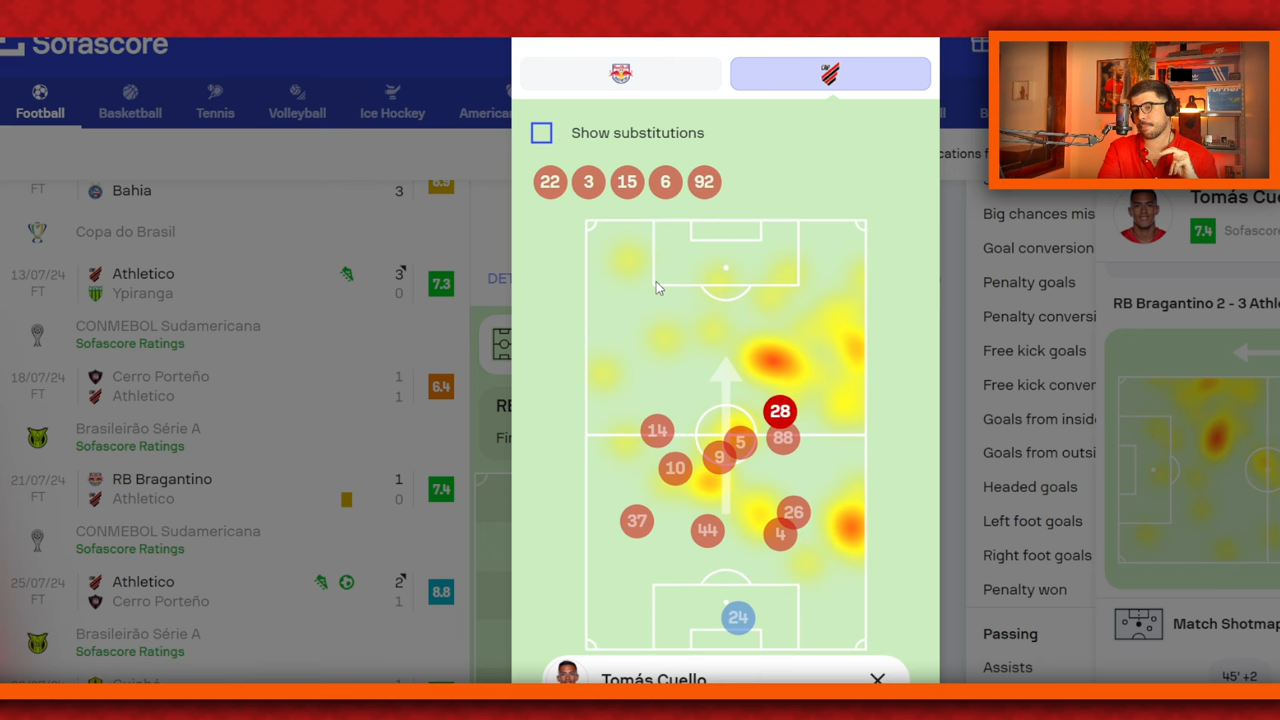 Sofascore
Football
Basketball
Tennis
Volleyball
Ice Hockey
American
cations f
FT
Bahia
3
6.9
Copa do Brasil
13/07/24
FT
Athletico
3
Ypiranga
0
7.3
CONMEBOL Sudamericana
Sofascore Ratings
18/07/24
FT
Cerro Porteño
1
Athletico
1
6.4
Brasileirão Série A
Sofascore Ratings
21/07/24
FT
RB Bragantino
1
Athletico
0
7.4
CONMEBOL Sudamericana
Sofascore Ratings
25/07/24
FT
Athletico
2
Cerro Porteño
1
8.8
Brasileirão Série A
Sofascore Ratings
DET
RB
Fir
Show substitutions
22 3 15 6 92
28
14
5
88
9
10
37
44
26
4
24
Tomás Cuello
Big chances mis
Goal conversion
Penalty goals
Penalty conversi
Free kick goals
Free kick conver
Goals from insid
Goals from outsi
Headed goals
Left foot goals
Right foot goals
Penalty won
Passing
Assists
Tomás Cue
7.4
Sofascore
RB Bragantino 2 - 3 Athl
Match Shotmap
45' +2